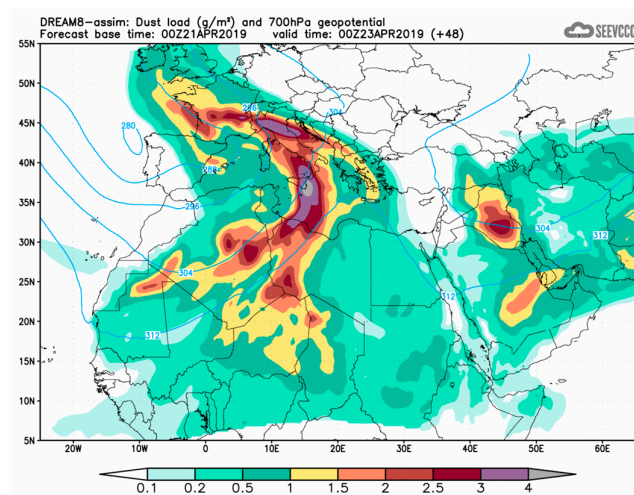 DREAM8-assim: Dust load (g/m²) and 700hPa geopotential
Forecast base time: 00Z21APR2019 valid time: 00Z23APR2019 (+48)
SEEVCCC
55N
50N
45N
40N
35N
30N
25N
20N
15N
10N
5N
280
296
304
288
296
304
312
304
312
312
20W 10W 0 10E 20E 30E 40E 50E 60E
0.1 0.2 0.5 1 1.5 2 2.5 3 4